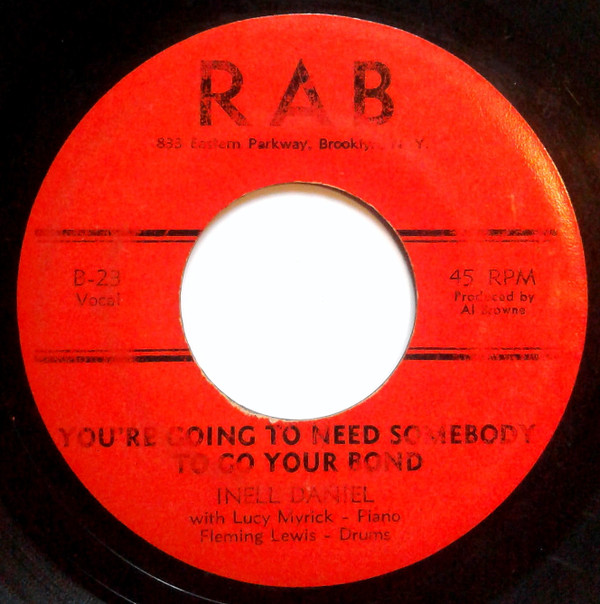 RAB
833 Eastern Parkway, Brooklyn, N. Y.
B-23
Vocal
45 RPM
Produced by
Al Browne
YOU'RE GOING TO NEED SOMEBODY
TO GO YOUR BOND
INELL DANIEL
with Lucy Myrick - Piano
Fleming Lewis - Drums